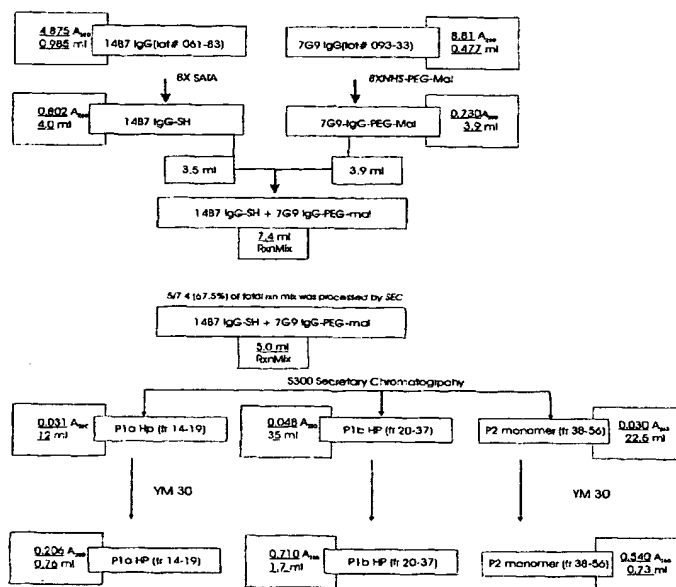 4.875 A280
0.985 ml
14B7 IgG(lot# 061-83)
7G9 IgG(lot# 093-33)
8.81 A280
0.477 ml
8X SATA
8XNHS-PEG-Mal
0.802 A280
4.0 ml
14B7 IgG-SH
7G9-IgG-PEG-Mal
0.730A280
3.9 ml
3.5 ml
3.9 ml
14B7 IgG-SH + 7G9 IgG-PEG-mal
7.4 ml
RxnMix
5/7.4 (67.5%) of total rxn mix was processed by SEC
14B7 IgG-SH + 7G9 IgG-PEG-mal
5.0 ml
RxnMix
S300 Secretary Chromatogrpahy
0.031 A280
12 ml
P1a Hp (fr 14-19)
0.048 A280
35 ml
P1b HP (fr 20-37)
P2 monomer (fr 38-56)
0.030 A280
22.5 ml
YM 30
YM 30
0.206 A280
0.76 ml
P1a HP (fr 14-19)
0.710 A280
1.7 ml
P1b HP (fr 20-37)
P2 monomer (fr 38-56)
0.540 A280
0.73 ml